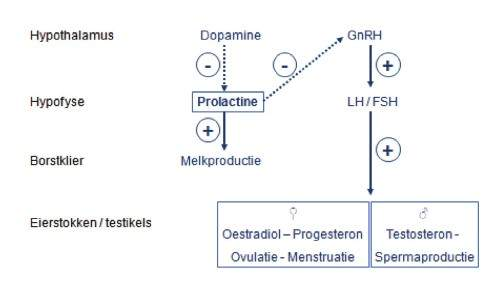 Hypothalamus Dopamine GnRH
- - +
Hypofyse Prolactine LH / FSH
+ +
Borstklier Melkproductie
Eierstokken / testikels
♀ ♂
Oestradiol – Progesteron Testosteron -
Ovulatie - Menstruatie Spermaproductie